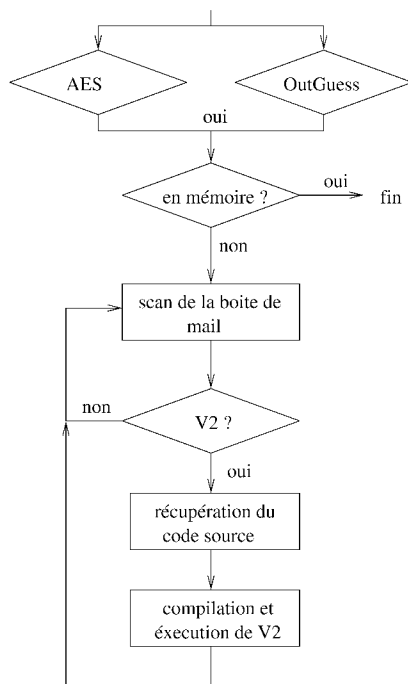 AES
OutGuess
oui
en mémoire ?
oui
fin
non
scan de la boite de
mail
non
V2 ?
oui
récupération du
code source
compilation et
éxecution de V2